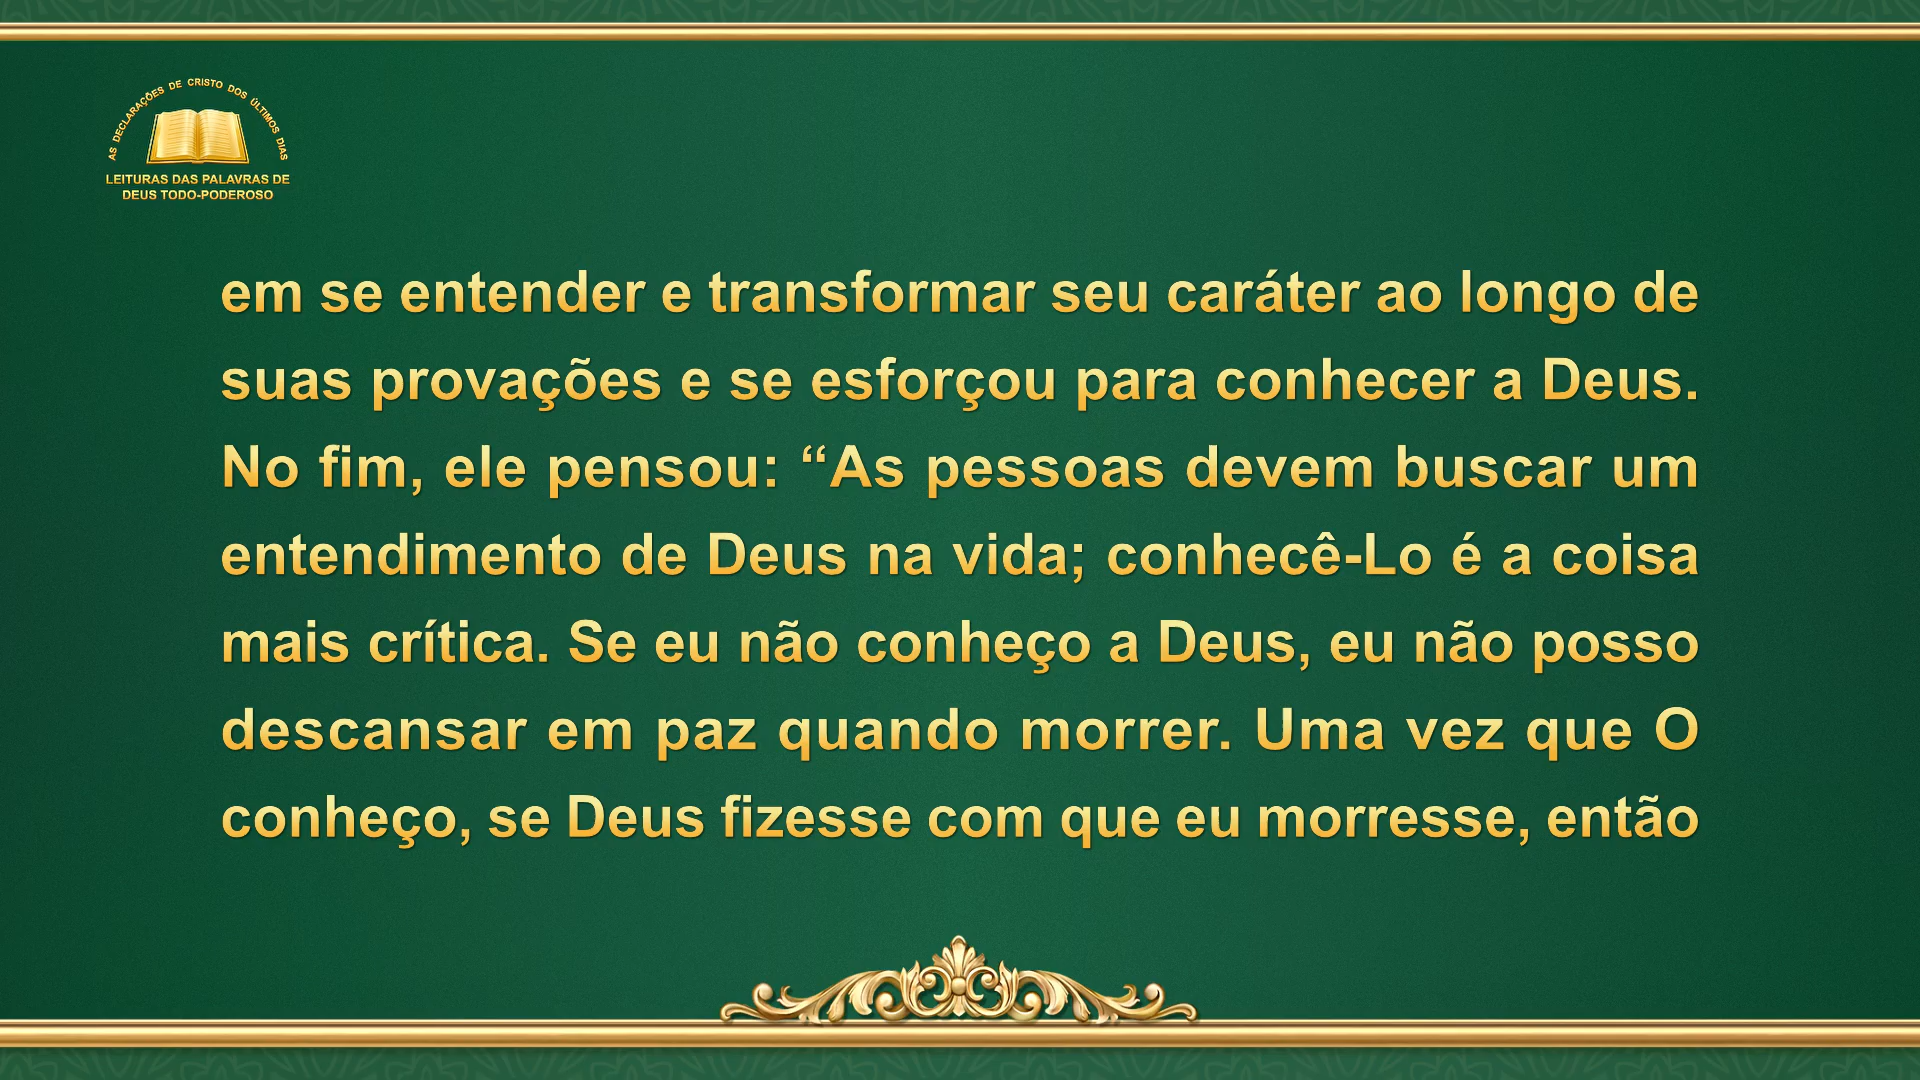 AS DECLARAÇÕES DE CRISTO DOS ÚLTIMOS DIAS
LEITURAS DAS PALAVRAS DE
DEUS TODO-PODEROSO
em se entender e transformar seu caráter ao longo de
suas provações e se esforçou para conhecer a Deus.
No fim, ele pensou: “As pessoas devem buscar um
entendimento de Deus na vida; conhecê-Lo é a coisa
mais crítica. Se eu não conheço a Deus, eu não posso
descansar em paz quando morrer. Uma vez que O
conheço, se Deus fizesse com que eu morresse, então